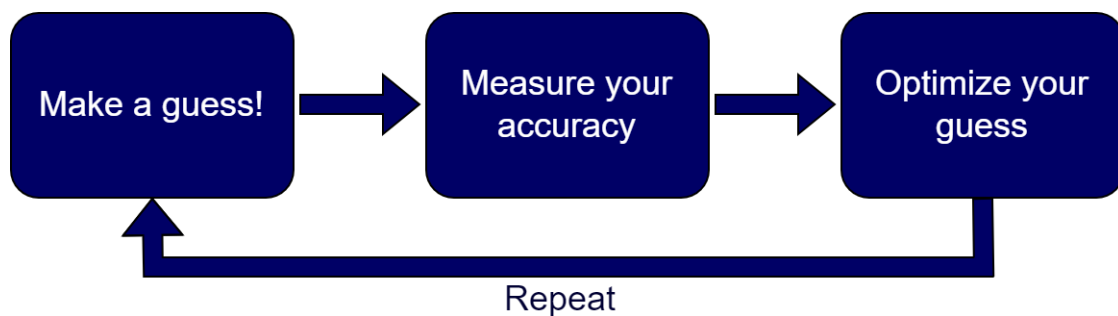 Make a guess!
Measure your
accuracy
Optimize your
guess
Repeat